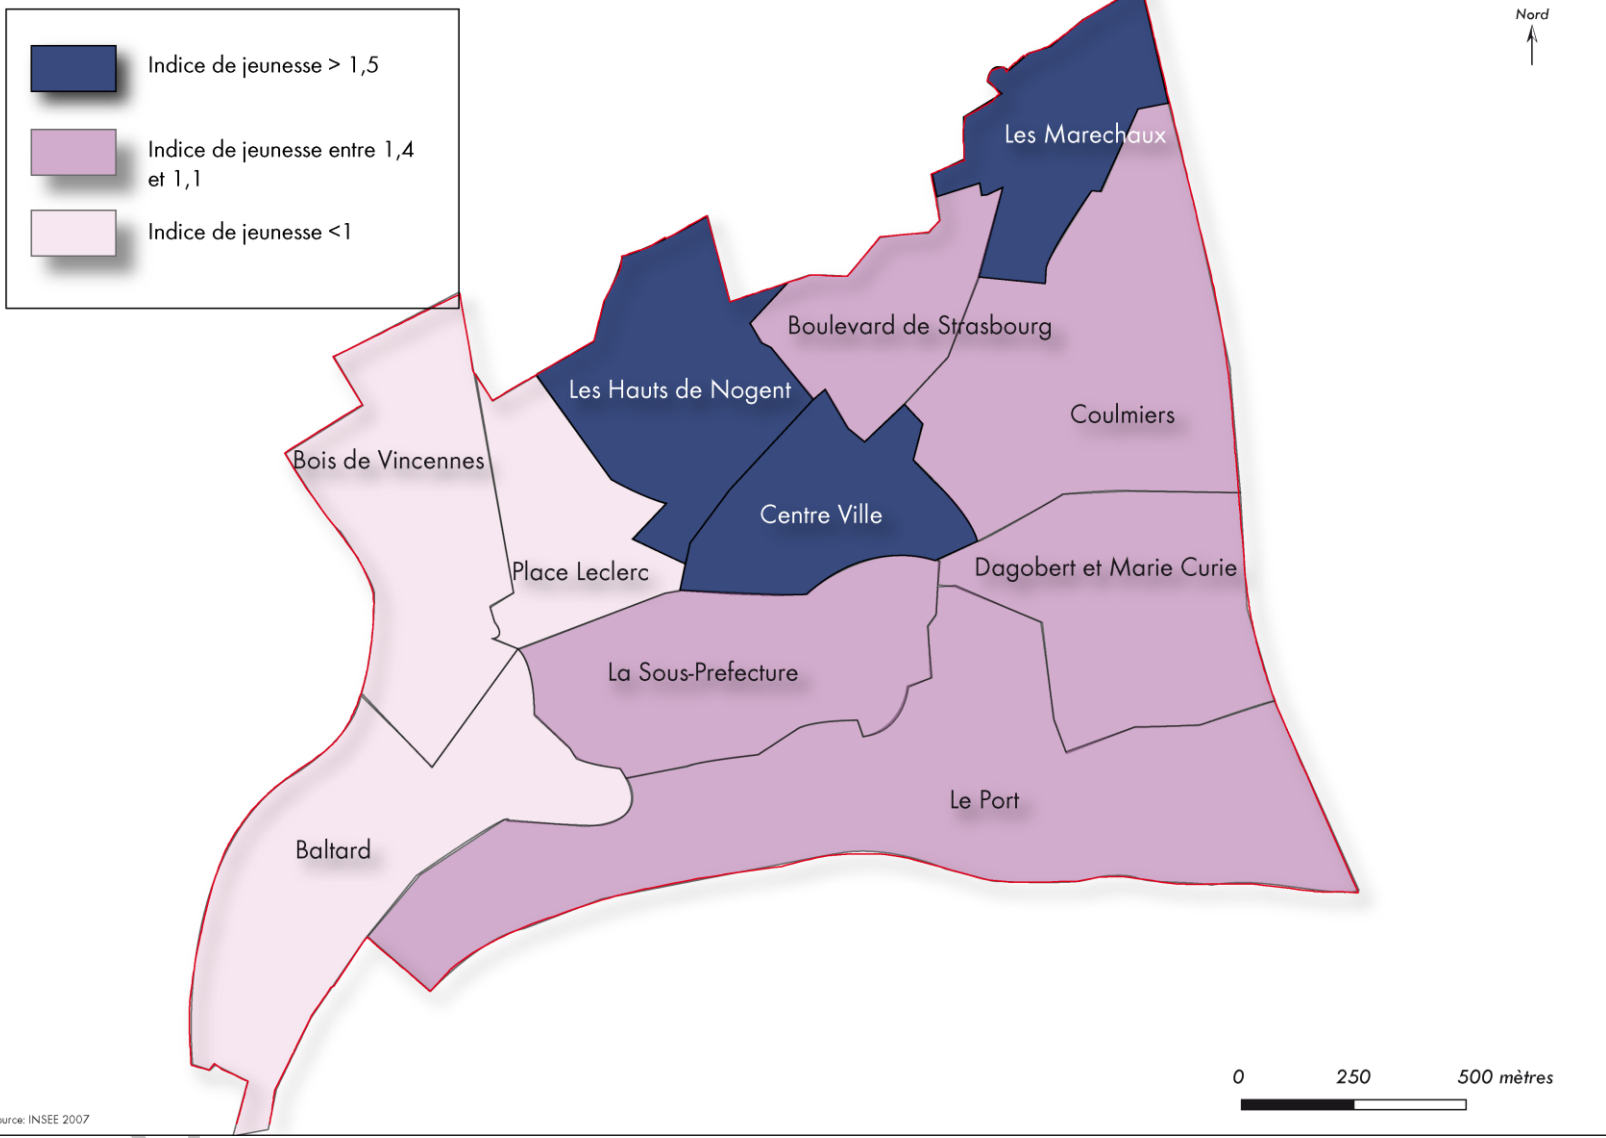 Nord
Indice de jeunesse > 1,5
Indice de jeunesse entre 1,4
et 1,1
Indice de jeunesse <1
Les Marechaux
Boulevard de Strasbourg
Les Hauts de Nogent
Coulmiers
Bois de Vincennes
Centre Ville
Place Leclerc
Dagobert et Marie Curie
La Sous-Prefecture
Le Port
Baltard
0 250 500 mètres
ource: INSEE 2007